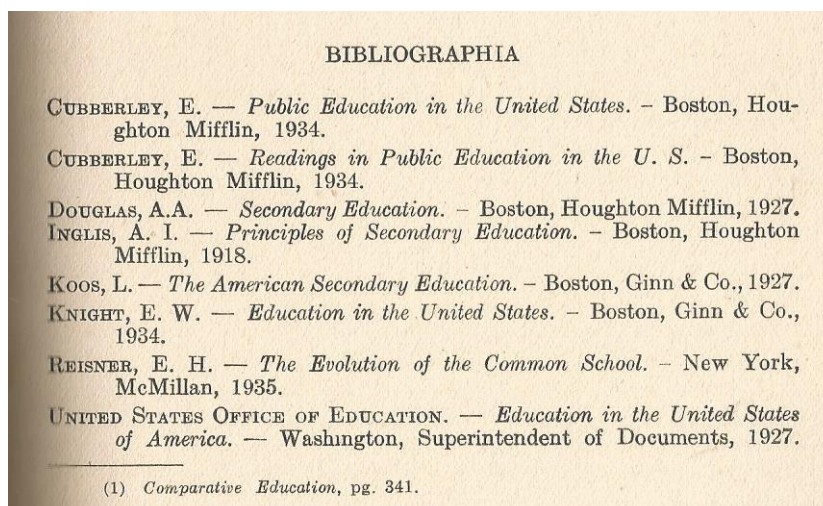 BIBLIOGRAPHIA
CUBBERLEY, E. — Public Education in the United States. – Boston, Hou-
ghton Mifflin, 1934.
CUBBERLEY, E. — Readings in Public Education in the U. S. – Boston,
Houghton Mifflin, 1934.
DOUGLAS, A.A. — Secondary Education. – Boston, Houghton Mifflin, 1927.
INGLIS, A. I. — Principles of Secondary Education. – Boston, Houghton
Mifflin, 1918.
KOOS, L. — The American Secondary Education. – Boston, Ginn & Co., 1927.
KNIGHT, E. W. — Education in the United States. – Boston, Ginn & Co.,
1934.
REISNER, E. H. — The Evolution of the Common School. – New York,
McMillan, 1935.
UNITED STATES OFFICE OF EDUCATION. — Education in the United States
of America. — Washington, Superintendent of Documents, 1927.
(1) Comparative Education, pg. 341.